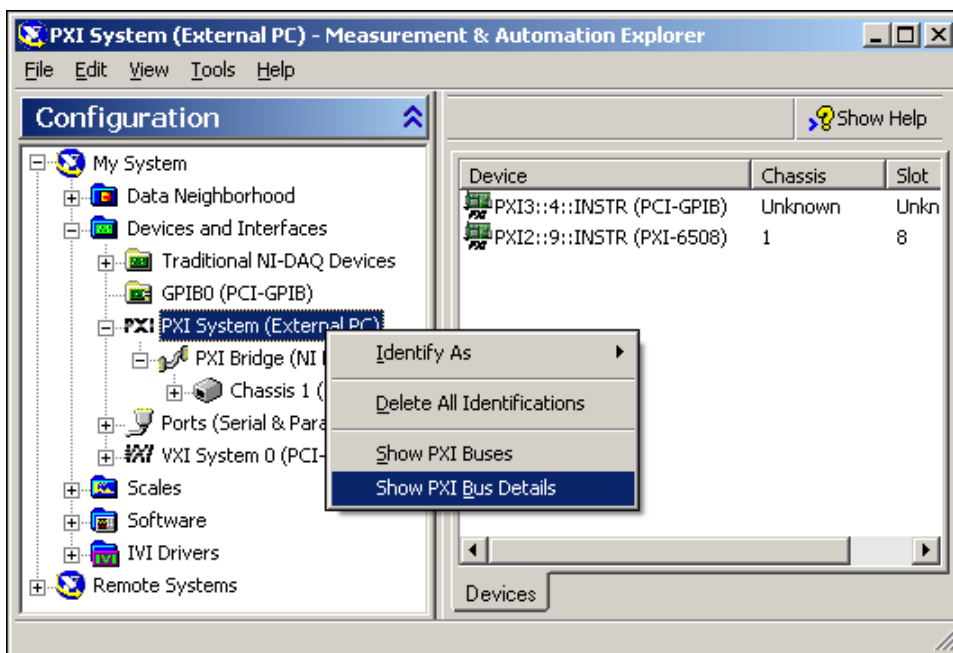 PXI System (External PC) - Measurement & Automation Explorer
File Edit View Tools Help
Configuration
Show Help
My System
Data Neighborhood
Devices and Interfaces
Traditional NI-DAQ Devices
GPIB0 (PCI-GPIB)
PXI System (External PC)
PXI Bridge (NI
Chassis 1 (
Ports (Serial & Para
VXI System 0 (PCI-
Scales
Software
IVI Drivers
Remote Systems
Identify As
Delete All Identifications
Show PXI Buses
Show PXI Bus Details
Device Chassis Slot
PXI3::4::INSTR (PCI-GPIB) Unknown Unkn
PXI2::9::INSTR (PXI-6508) 1 8
Devices